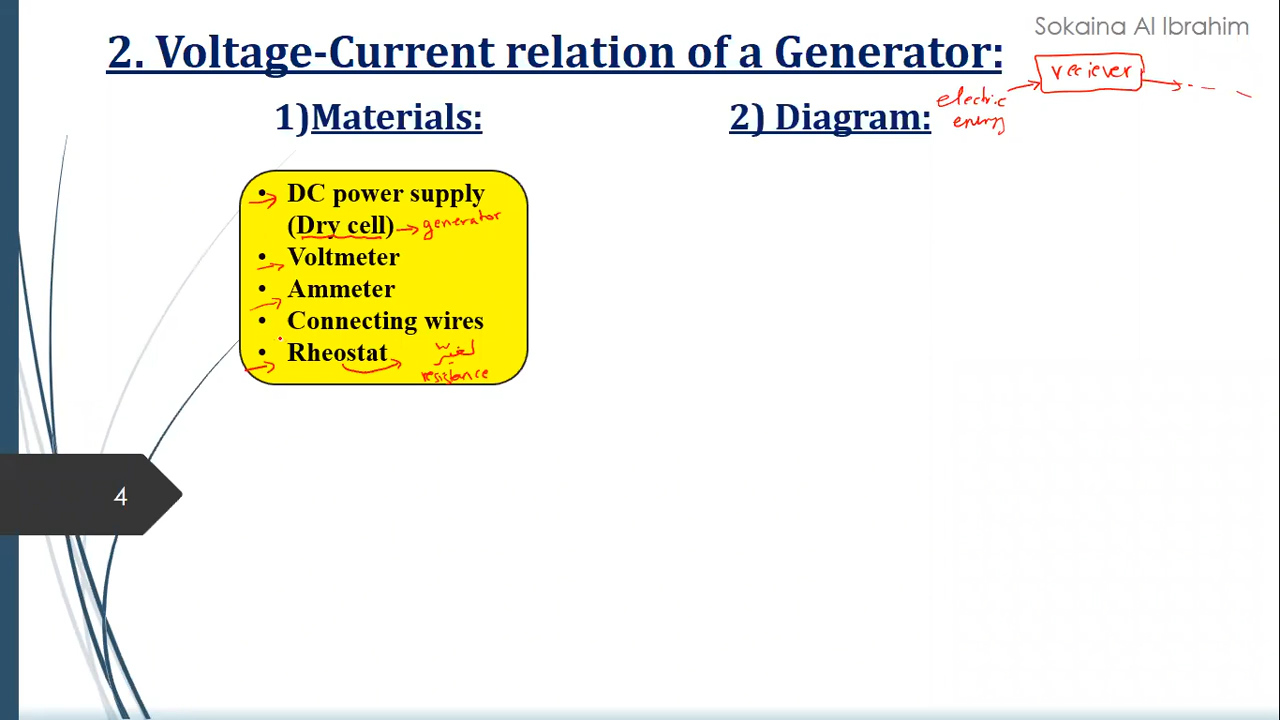 Sokaina Al Ibrahim
2. Voltage-Current relation of a Generator:
reciever
electric
energy
1)Materials:
2) Diagram:
• DC power supply
(Dry cell) → generator
• Voltmeter
• Ammeter
• Connecting wires
• Rheostat
لتغيير
resistance
4